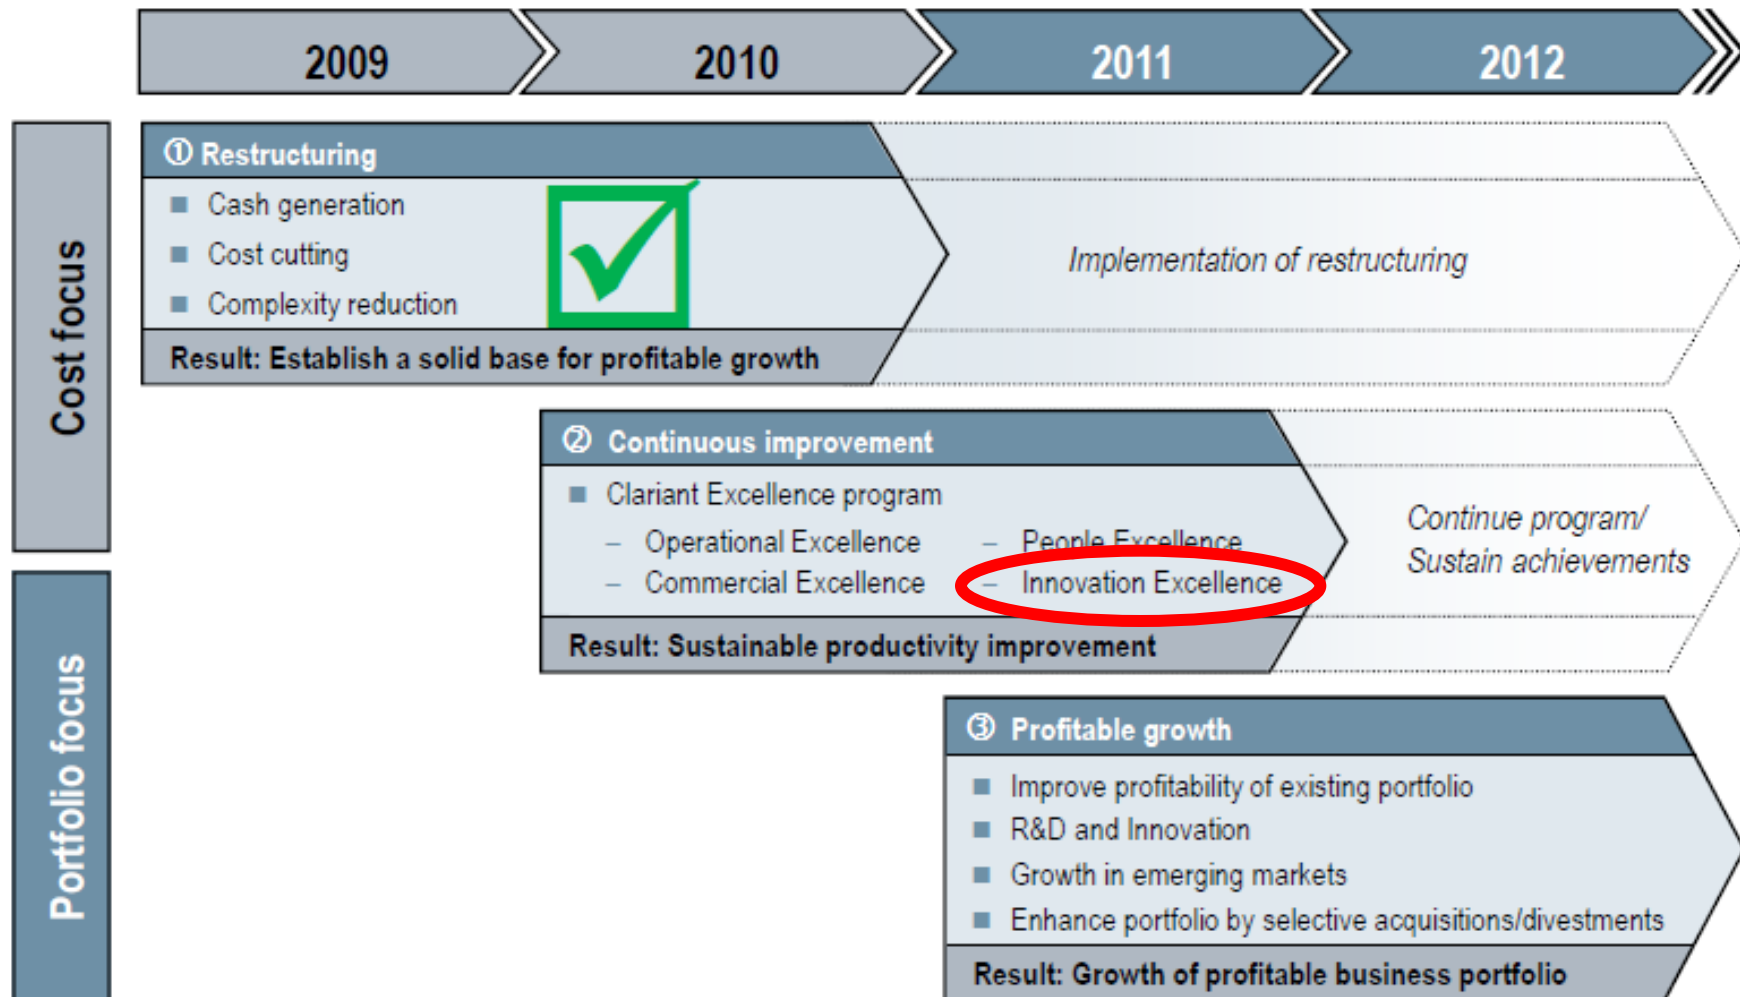 2009
2010
2011
2012
Cost focus
① Restructuring
■ Cash generation
■ Cost cutting
■ Complexity reduction
Result: Establish a solid base for profitable growth
Implementation of restructuring
② Continuous improvement
■ Clariant Excellence program
– Operational Excellence
– People Excellence
– Commercial Excellence
– Innovation Excellence
Result: Sustainable productivity improvement
Continue program/
Sustain achievements
Portfolio focus
③ Profitable growth
■ Improve profitability of existing portfolio
■ R&D and Innovation
■ Growth in emerging markets
■ Enhance portfolio by selective acquisitions/divestments
Result: Growth of profitable business portfolio